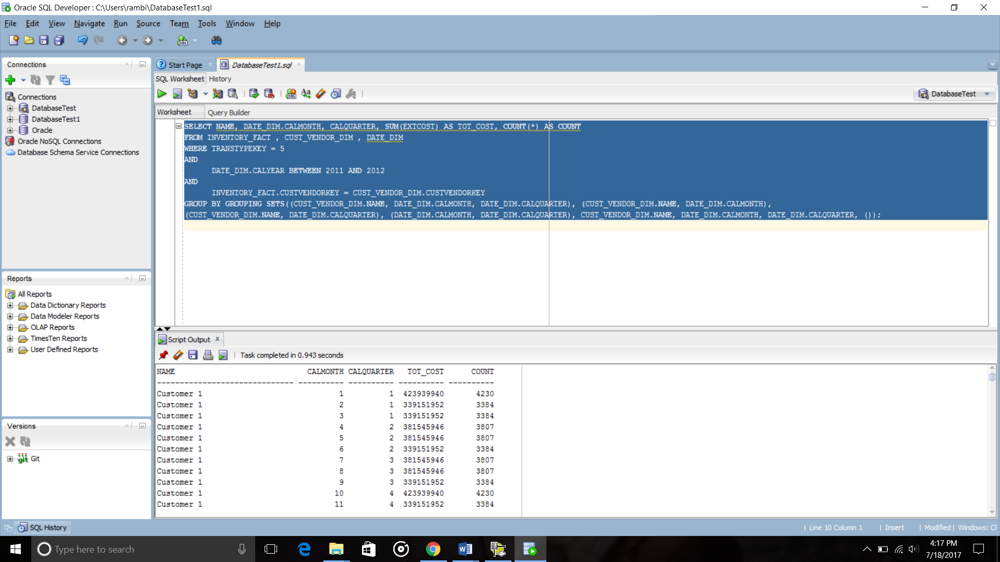 Oracle SQL Developer : C:\Users\rambi\DatabaseTest1.sql
File Edit View Navigate Run Source Team Tools Window Help
Connections
Connections
DatabaseTest
DatabaseTest1
Oracle
Oracle NoSQL Connections
Database Schema Service Connections
Reports
All Reports
Data Dictionary Reports
Data Modeler Reports
OLAP Reports
TimesTen Reports
User Defined Reports
Versions
Git
Start Page DatabaseTest1.sql
SQL Worksheet History
DatabaseTest
Worksheet Query Builder
SELECT NAME, DATE_DIM.CALMONTH, CALQUARTER, SUM(EXTCOST) AS TOT_COST, COUNT(*) AS COUNT
FROM INVENTORY_FACT , CUST_VENDOR_DIM , DATE_DIM
WHERE TRANSTYPEKEY = 5
AND
DATE_DIM.CALYEAR BETWEEN 2011 AND 2012
AND
INVENTORY_FACT.CUSTVENDORKEY = CUST_VENDOR_DIM.CUSTVENDORKEY
GROUP BY GROUPING SETS((CUST_VENDOR_DIM.NAME, DATE_DIM.CALMONTH, DATE_DIM.CALQUARTER), (CUST_VENDOR_DIM.NAME, DATE_DIM.CALMONTH),
(CUST_VENDOR_DIM.NAME, DATE_DIM.CALQUARTER), (DATE_DIM.CALMONTH, DATE_DIM.CALQUARTER), CUST_VENDOR_DIM.NAME, DATE_DIM.CALMONTH, DATE_DIM.CALQUARTER, ());
Script Output
Task completed in 0.943 seconds
NAME CALMONTH CALQUARTER TOT_COST COUNT
------------------------------ ---------- ---------- ---------- ----------
Customer 1 1 1 423939940 4230
Customer 1 2 1 339151952 3384
Customer 1 3 1 339151952 3384
Customer 1 4 2 381545946 3807
Customer 1 5 2 381545946 3807
Customer 1 6 2 339151952 3384
Customer 1 7 3 381545946 3807
Customer 1 8 3 381545946 3807
Customer 1 9 3 339151952 3384
Customer 1 10 4 423939940 4230
Customer 1 11 4 339151952 3384
SQL History
| Line 10 Column 1 | Insert | Modified | Windows: CF
Type here to search
4:17 PM
7/18/2017